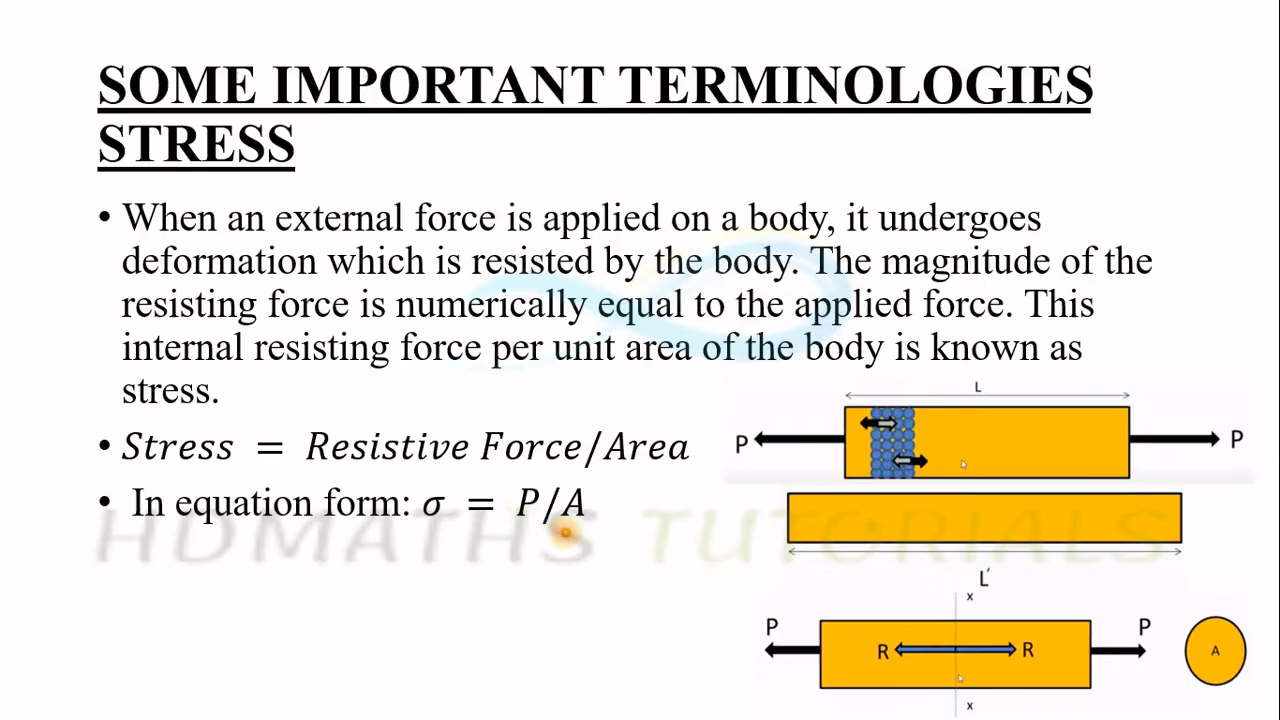 SOME IMPORTANT TERMINOLOGIES
STRESS
• When an external force is applied on a body, it undergoes
deformation which is resisted by the body. The magnitude of the
resisting force is numerically equal to the applied force. This
internal resisting force per unit area of the body is known as
stress.
• Stress = Resistive Force/Area
• In equation form: σ = P/A
HDMATHS TUTORIALS
L
P P
L′
x
P P
R R
A
x